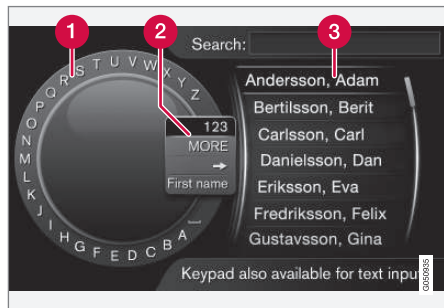 1
2
3
Search:
A B C D E F G H I J K L M N O P Q R S T U V W X Y Z
123
MORE
→
First name
Andersson, Adam
Bertilsson, Berit
Carlsson, Carl
Danielsson, Dan
Eriksson, Eva
Fredriksson, Felix
Gustavsson, Gina
Keypad also available for text input
G050935